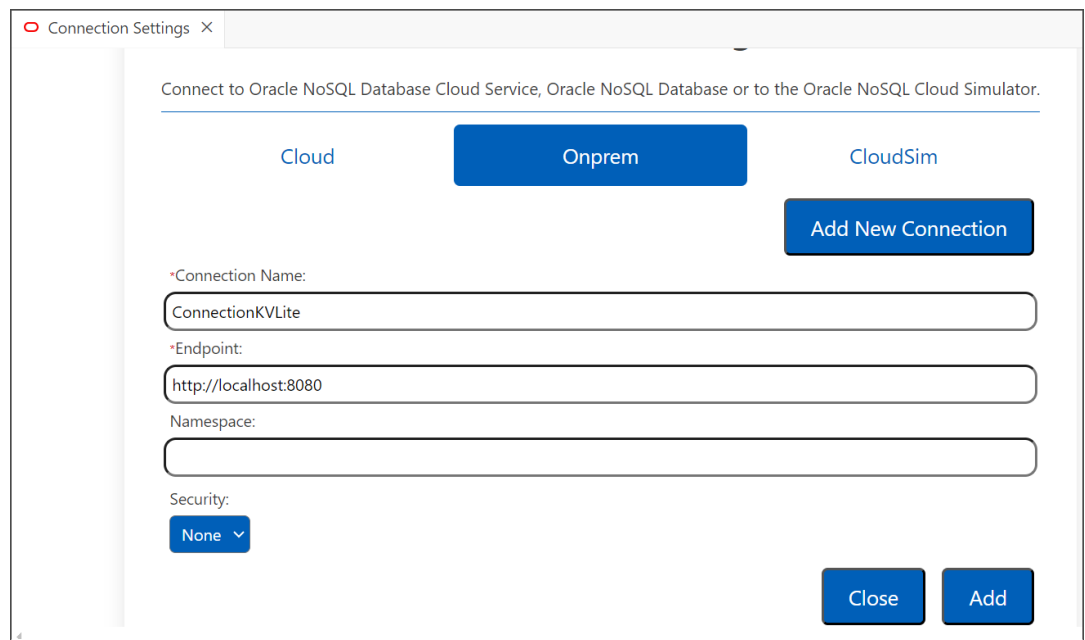 Connection Settings
Connect to Oracle NoSQL Database Cloud Service, Oracle NoSQL Database or to the Oracle NoSQL Cloud Simulator.
Cloud Onprem CloudSim
Add New Connection
*Connection Name:
ConnectionKVLite
*Endpoint:
http://localhost:8080
Namespace:
Security:
None
Close Add